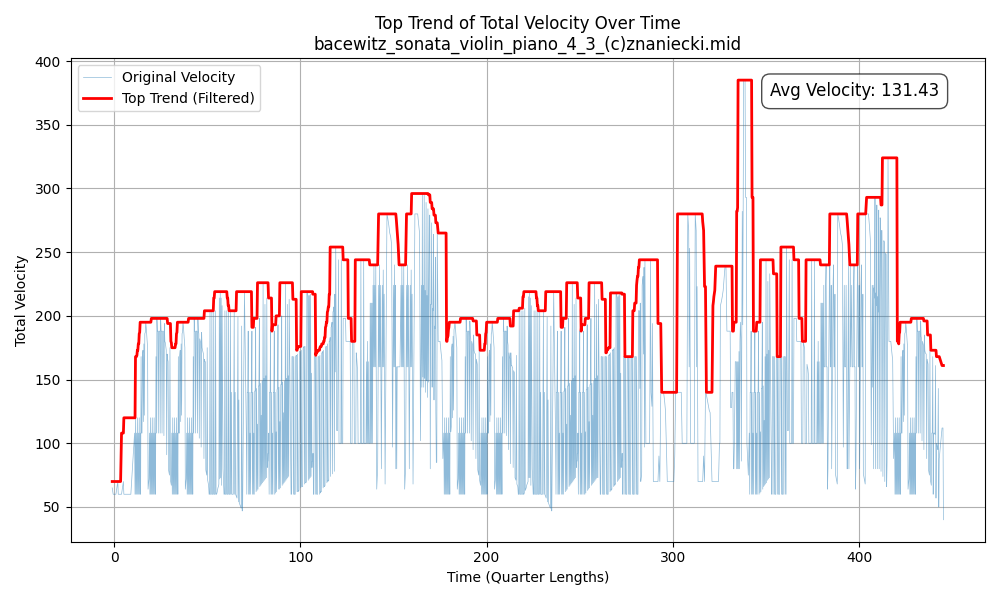 Top Trend of Total Velocity Over Time
bacewitz_sonata_violin_piano_4_3_(c)znaniecki.mid
Original Velocity
Top Trend (Filtered)
Avg Velocity: 131.43
Total Velocity
400
350
300
250
200
150
100
50
0
100
200
300
400
Time (Quarter Lengths)